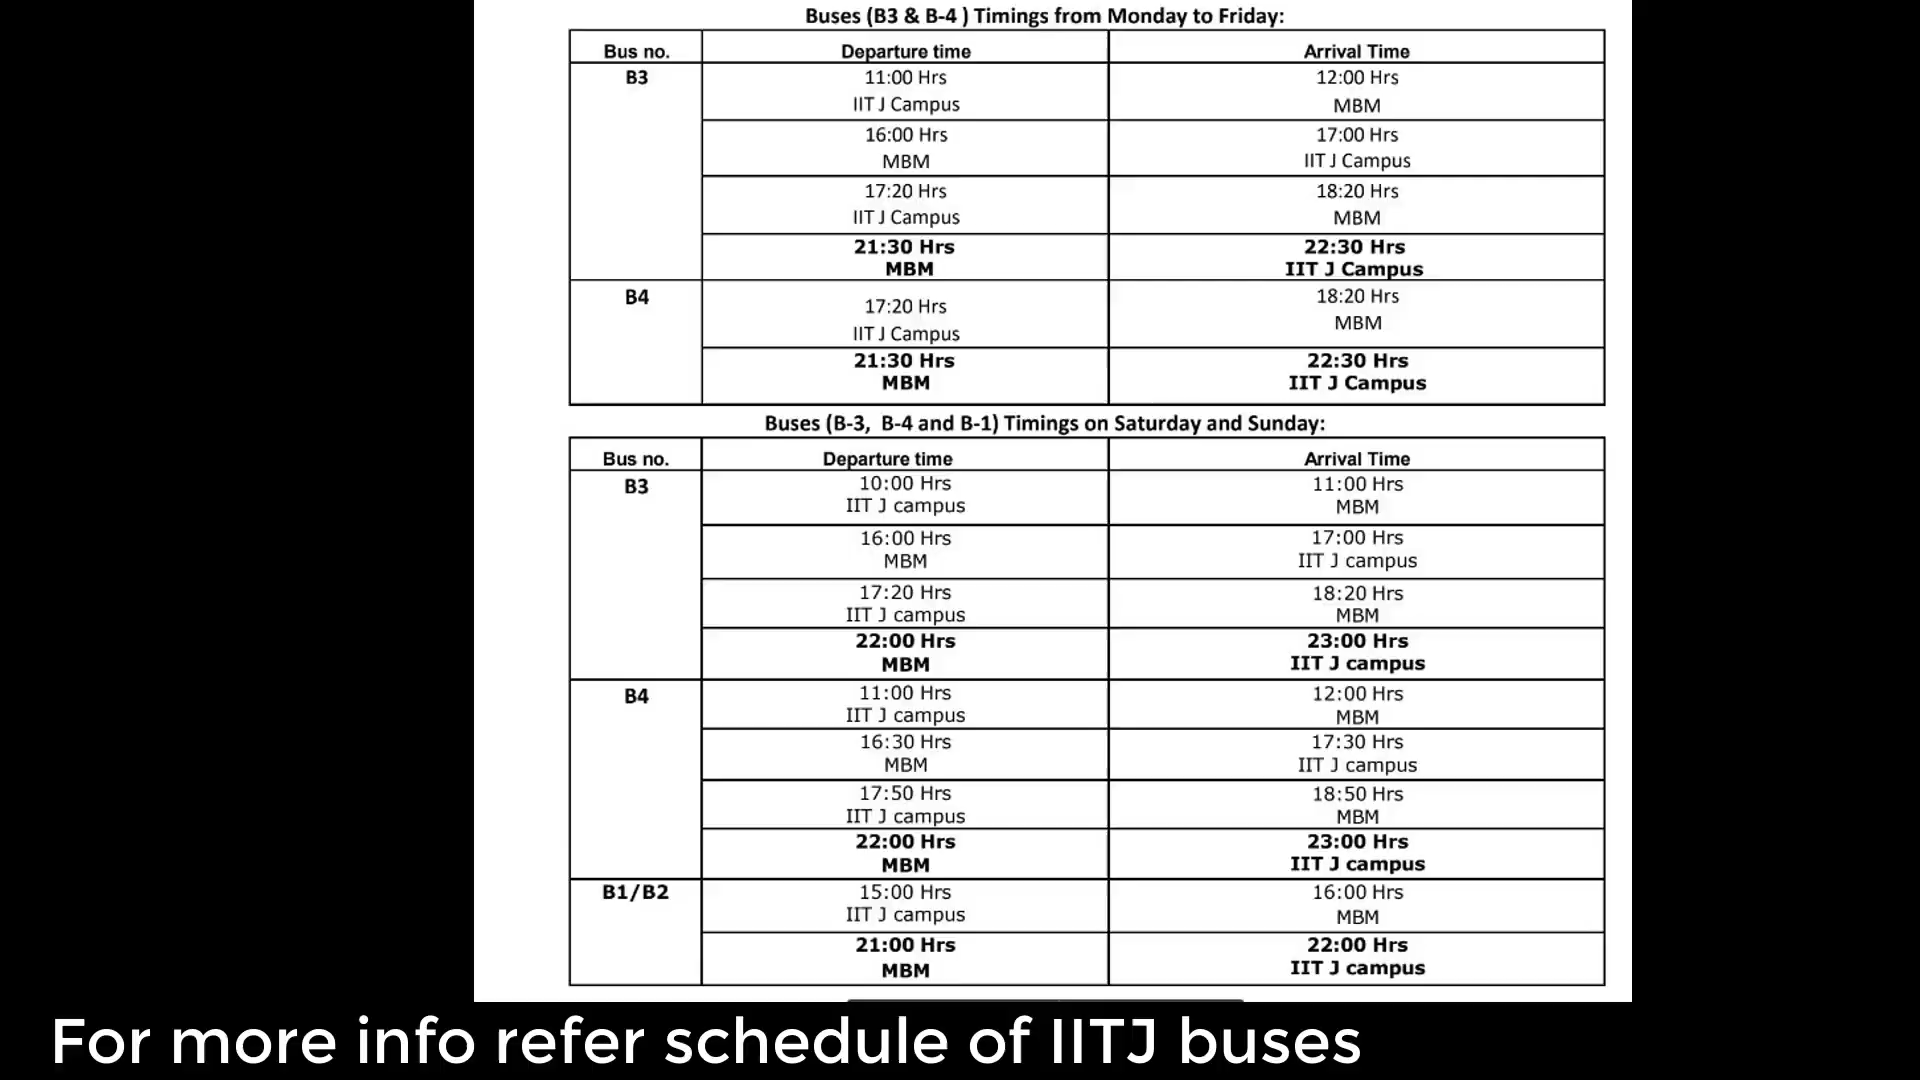 Buses (B3 & B-4 ) Timings from Monday to Friday:
Bus no. Departure time Arrival Time
B3 11:00 Hrs 12:00 Hrs
IIT J Campus MBM
16:00 Hrs 17:00 Hrs
MBM IIT J Campus
17:20 Hrs 18:20 Hrs
IIT J Campus MBM
21:30 Hrs 22:30 Hrs
MBM IIT J Campus
B4 17:20 Hrs 18:20 Hrs
IIT J Campus MBM
21:30 Hrs 22:30 Hrs
MBM IIT J Campus
Buses (B-3, B-4 and B-1) Timings on Saturday and Sunday:
Bus no. Departure time Arrival Time
B3 10:00 Hrs 11:00 Hrs
IIT J campus MBM
16:00 Hrs 17:00 Hrs
MBM IIT J campus
17:20 Hrs 18:20 Hrs
IIT J campus MBM
22:00 Hrs 23:00 Hrs
MBM IIT J campus
B4 11:00 Hrs 12:00 Hrs
IIT J campus MBM
16:30 Hrs 17:30 Hrs
MBM IIT J campus
17:50 Hrs 18:50 Hrs
IIT J campus MBM
22:00 Hrs 23:00 Hrs
MBM IIT J campus
B1/B2 15:00 Hrs 16:00 Hrs
IIT J campus MBM
21:00 Hrs 22:00 Hrs
MBM IIT J campus
For more info refer schedule of IITJ buses